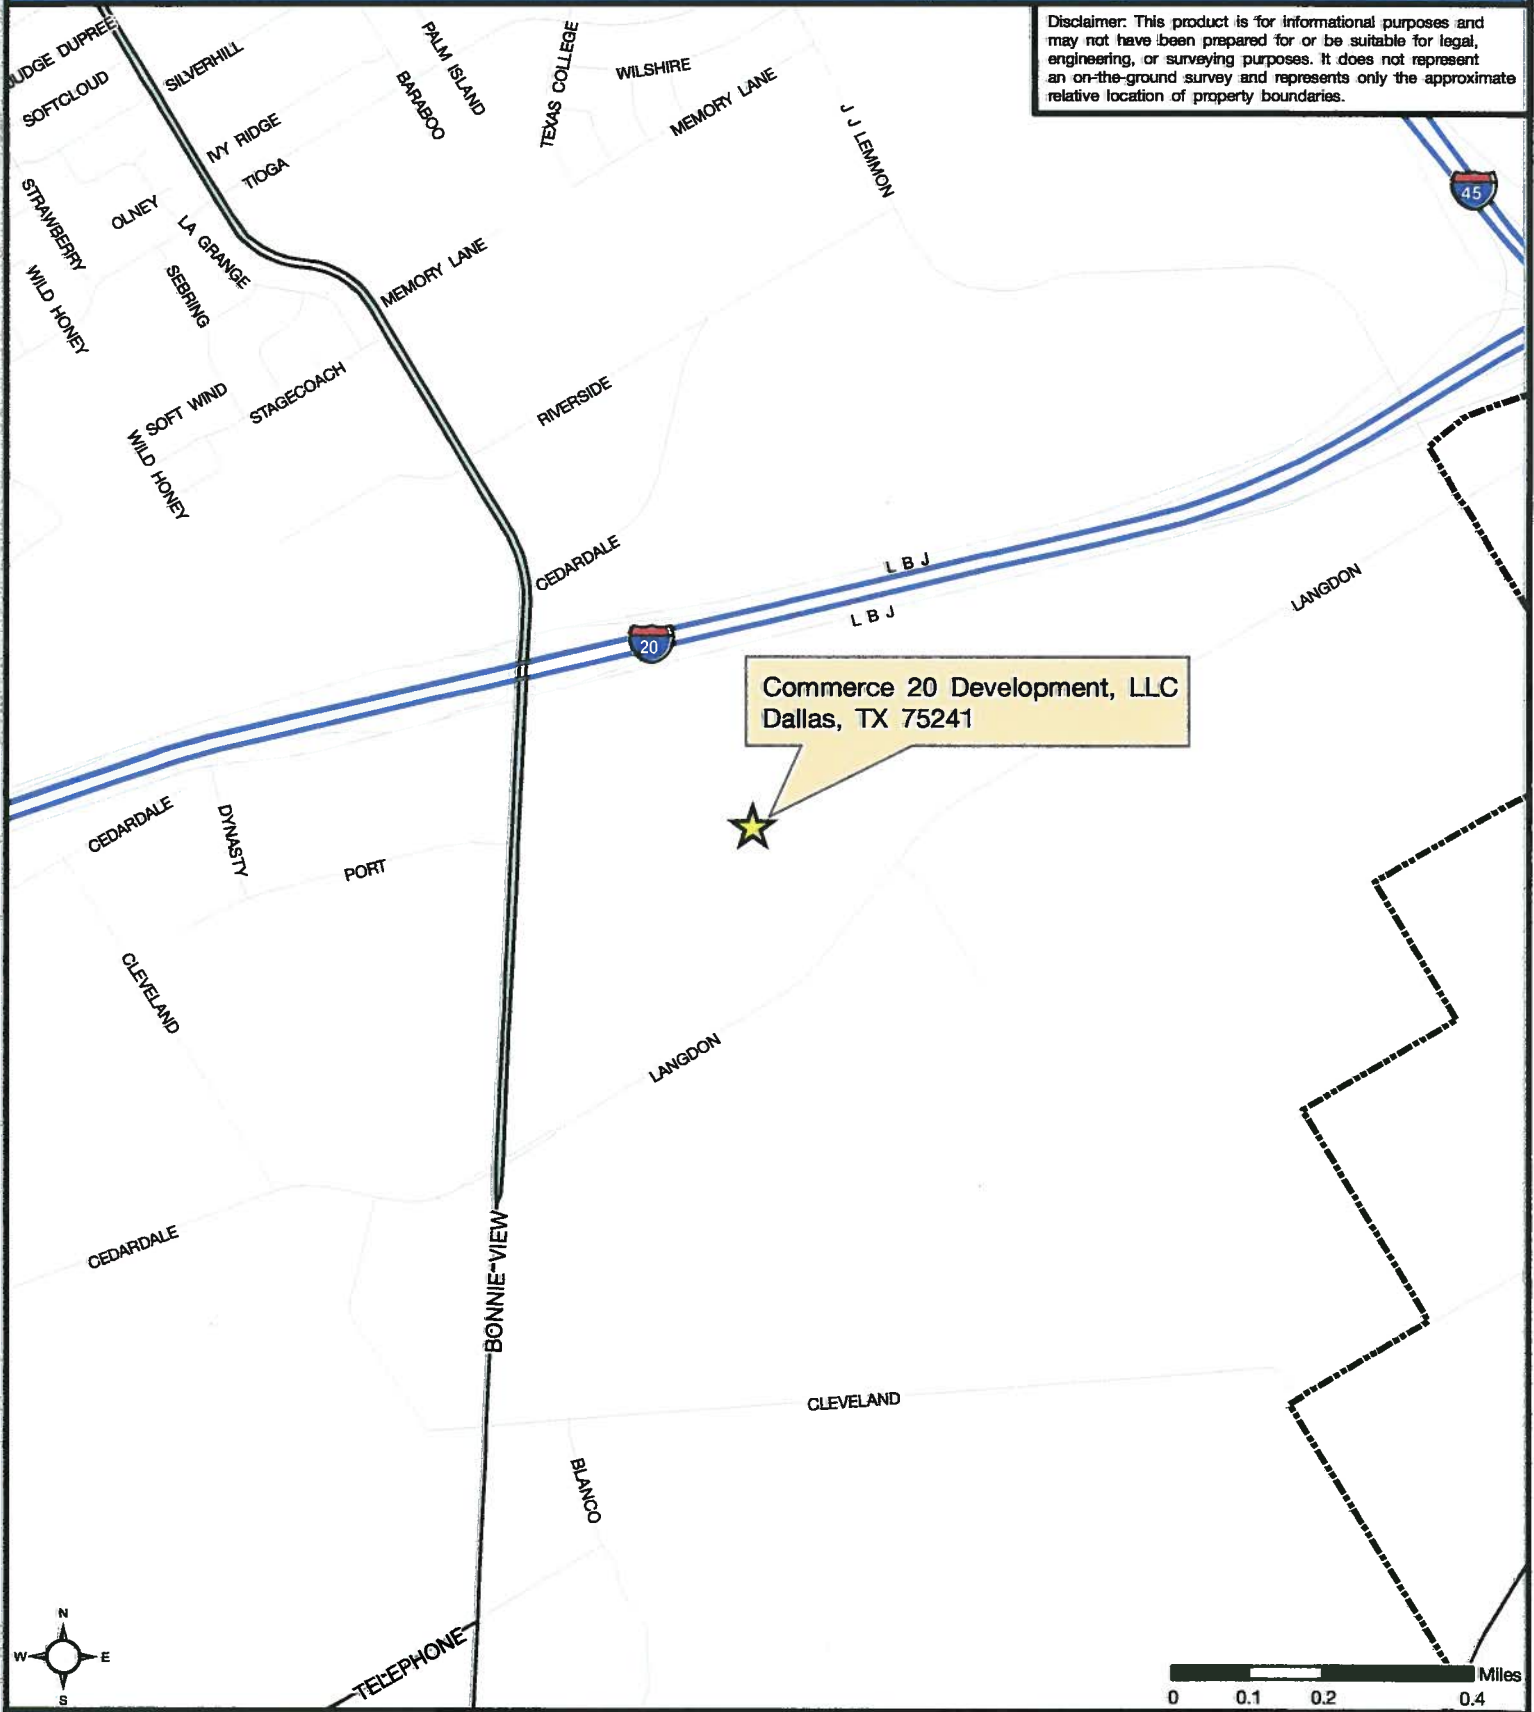 Disclaimer: This product is for informational purposes and
may not have been prepared for or be suitable for legal,
engineering, or surveying purposes. It does not represent
an on-the-ground survey and represents only the approximate
relative location of property boundaries.
JUDGE DUPREE
SOFTCLOUD
SILVERHILL
PALM ISLAND
BARABOO
TEXAS COLLEGE
WILSHIRE
MEMORY LANE
J J LEMMON
45
IVY RIDGE
TIOGA
STRAWBERRY
OLNEY
LA GRANGE
SEBRING
WILD HONEY
MEMORY LANE
STAGECOACH
SOFT WIND
WILD HONEY
RIVERSIDE
CEDARDALE
L B J
L B J
LANGDON
20
Commerce 20 Development, LLC
Dallas, TX 75241
CEDARDALE
DYNASTY
PORT
CLEVELAND
LANGDON
CEDARDALE
BONNIE-VIEW
CLEVELAND
BLANCO
TELEPHONE
N
W E
S
Miles
0 0.1 0.2 0.4